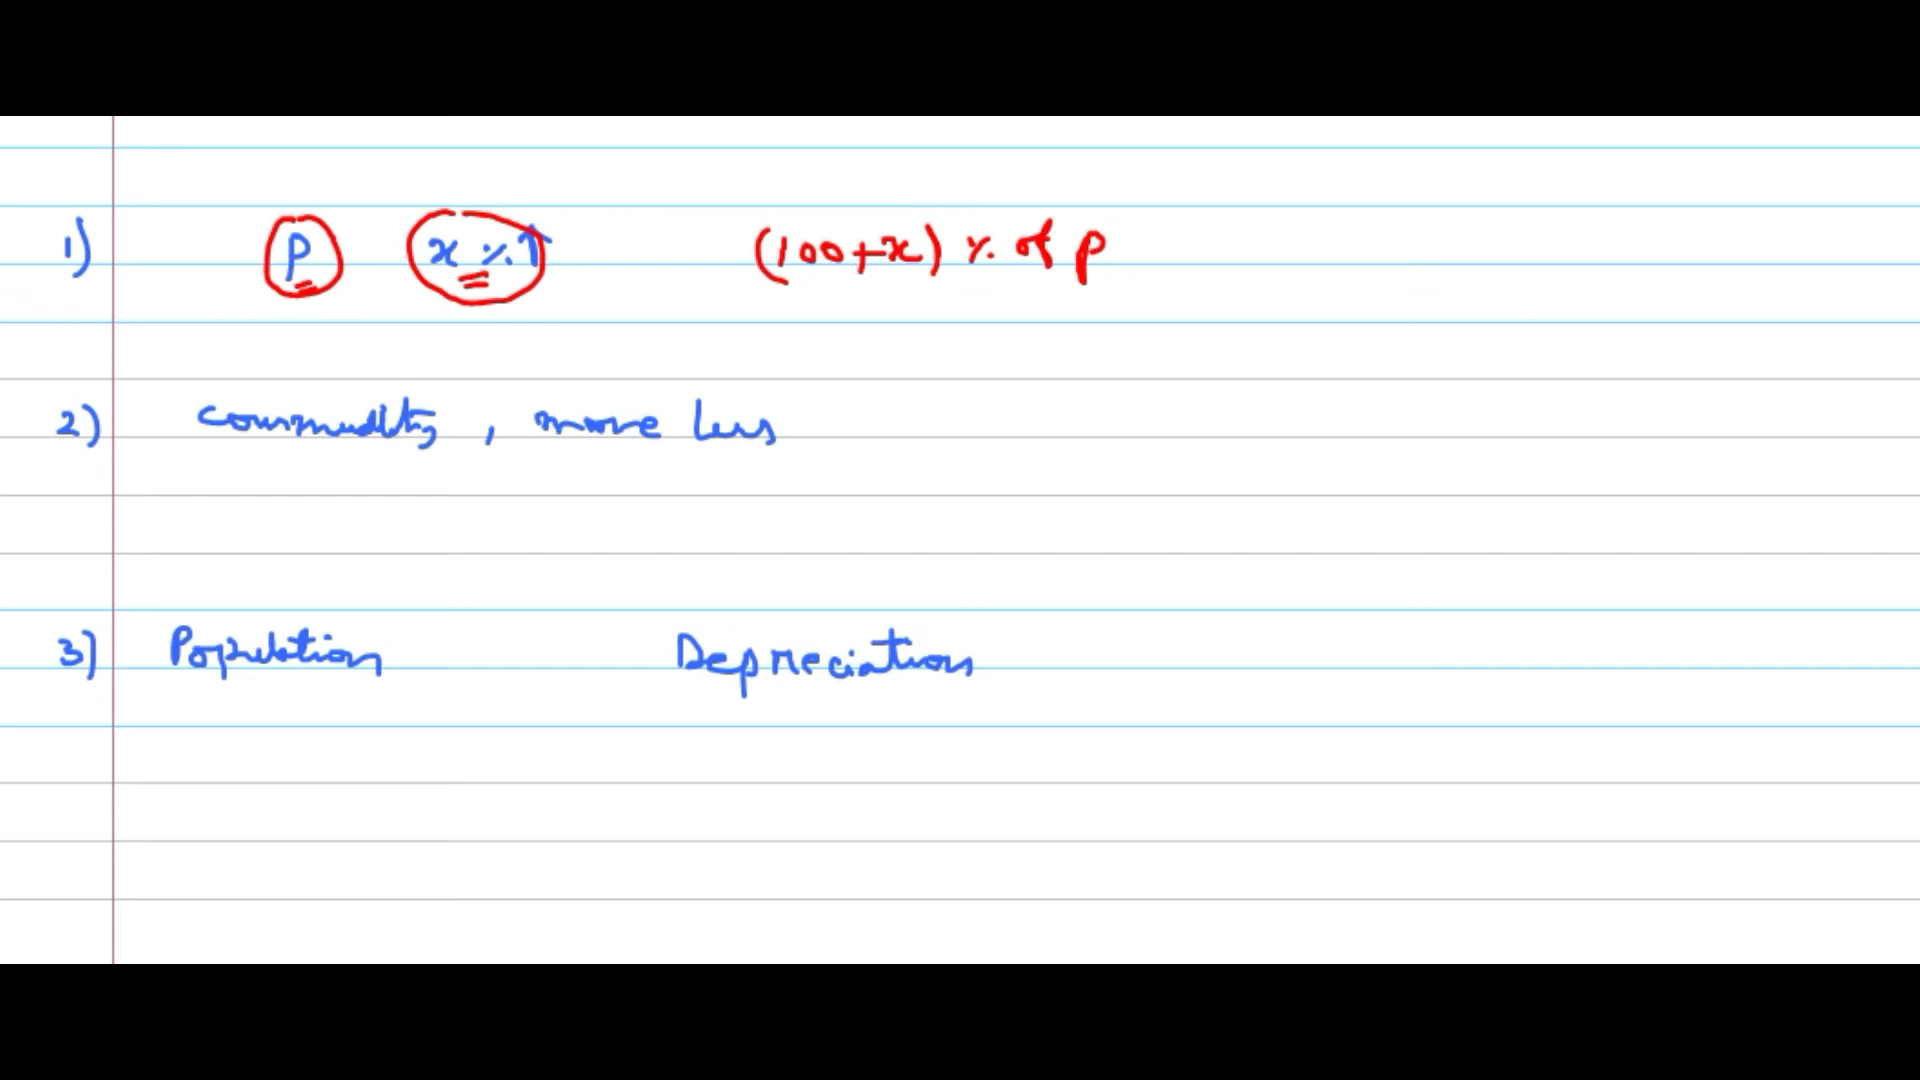 1) P x %↑ (100+x) % of P
2) commodity, more less
3) Population Depreciation